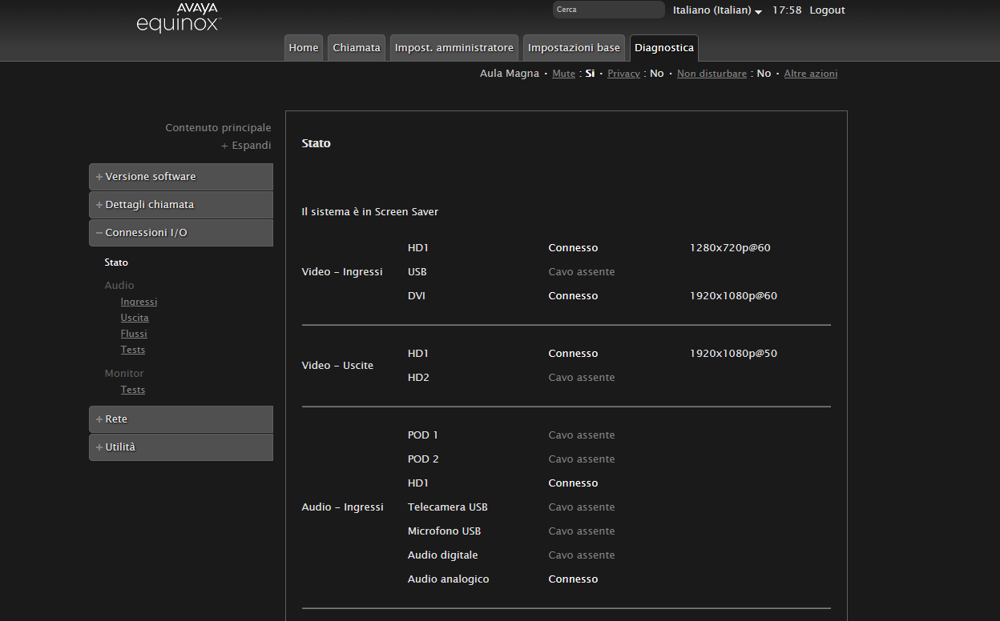 AVAYA
equinox
Cerca
Italiano (Italian) 17:58 Logout
Home Chiamata Impost. amministratore Impostazioni base Diagnostica
Aula Magna • Mute : Sì • Privacy : No • Non disturbare : No • Altre azioni
Contenuto principale
+ Espandi
+ Versione software
+ Dettagli chiamata
− Connessioni I/O
Stato
Audio
Ingressi
Uscita
Flussi
Tests
Monitor
Tests
+ Rete
+ Utilità
Stato
Il sistema è in Screen Saver
Video - Ingressi
HD1 Connesso 1280x720p@60
USB Cavo assente
DVI Connesso 1920x1080p@60
Video - Uscite
HD1 Connesso 1920x1080p@50
HD2 Cavo assente
Audio - Ingressi
POD 1 Cavo assente
POD 2 Cavo assente
HD1 Connesso
Telecamera USB Cavo assente
Microfono USB Cavo assente
Audio digitale Cavo assente
Audio analogico Connesso